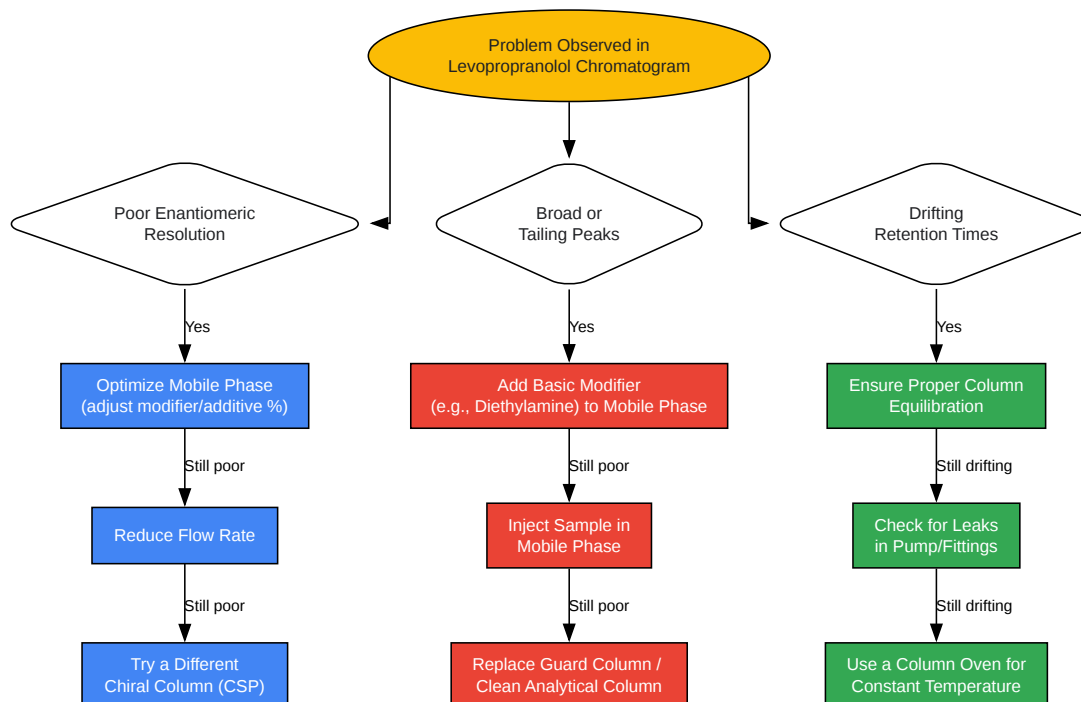 Problem Observed in
Levopropranolol Chromatogram
Poor Enantiomeric
Resolution
Broad or
Tailing Peaks
Drifting
Retention Times
Yes
Yes
Yes
Optimize Mobile Phase
(adjust modifier/additive %)
Add Basic Modifier
(e.g., Diethylamine) to Mobile Phase
Ensure Proper Column
Equilibration
Still poor
Still poor
Still drifting
Reduce Flow Rate
Inject Sample in
Mobile Phase
Check for Leaks
in Pump/Fittings
Still poor
Still poor
Still drifting
Try a Different
Chiral Column (CSP)
Replace Guard Column /
Clean Analytical Column
Use a Column Oven for
Constant Temperature